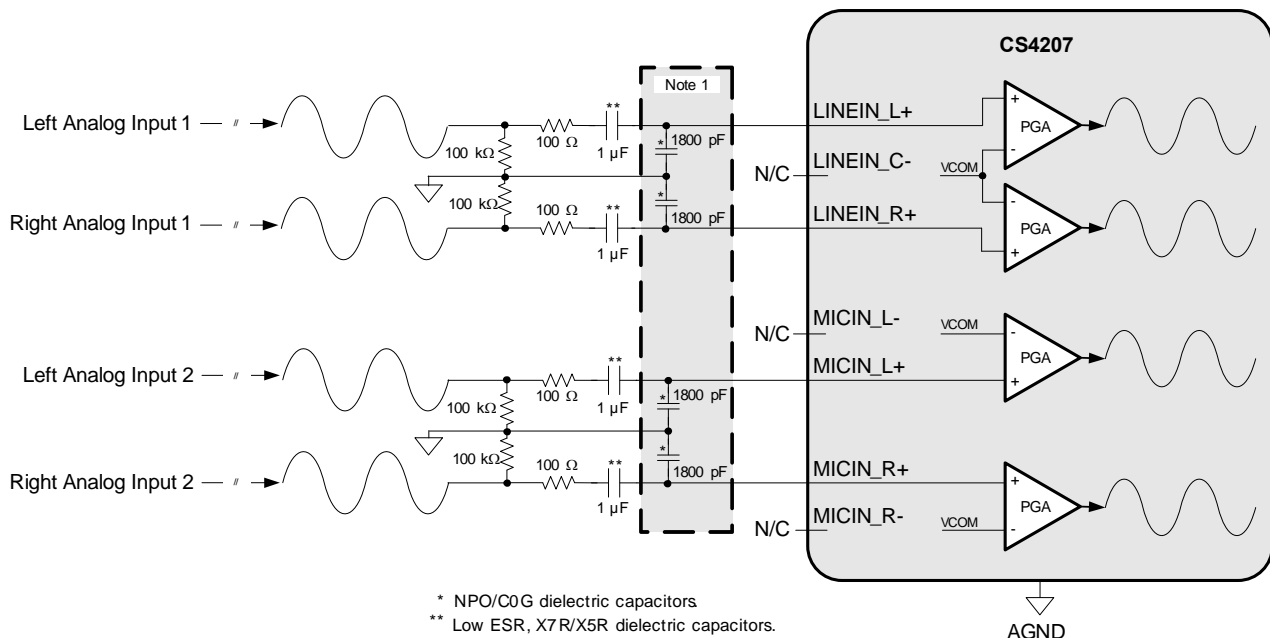 CS4207
Note 1
Left Analog Input 1
100 kΩ
100 Ω
**
1 µF
*
1800 pF
LINEIN_L+
+
PGA
-
N/C
LINEIN_C-
VCOM
100 kΩ
Right Analog Input 1
100 Ω
**
1 µF
*
1800 pF
LINEIN_R+
-
PGA
+
N/C
MICIN_L-
VCOM
-
PGA
+
Left Analog Input 2
100 kΩ
100 Ω
**
1 µF
*
1800 pF
MICIN_L+
100 kΩ
Right Analog Input 2
100 Ω
**
1 µF
*
1800 pF
MICIN_R+
+
PGA
-
N/C
MICIN_R-
VCOM
* NPO/C0G dielectric capacitors.
** Low ESR, X7R/X5R dielectric capacitors.
AGND